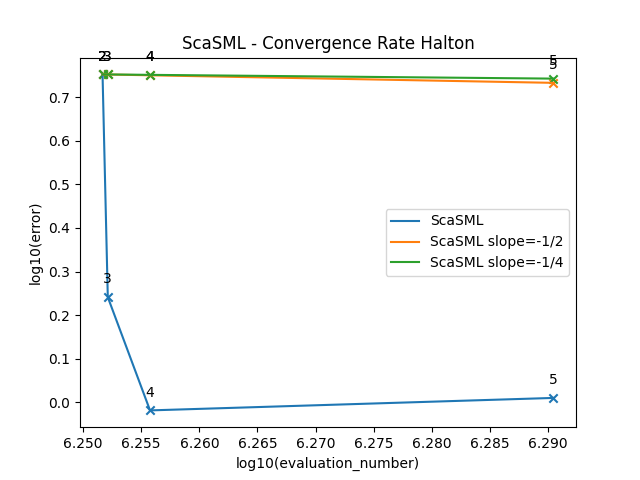 ScaSML - Convergence Rate Halton
2 3 4 5
5
0.7
0.6
0.5
0.4
0.3
0.2
0.1
0.0
log10(error)
3
4
5
ScaSML
ScaSML slope=-1/2
ScaSML slope=-1/4
6.250 6.255 6.260 6.265 6.270 6.275 6.280 6.285 6.290
log10(evaluation_number)